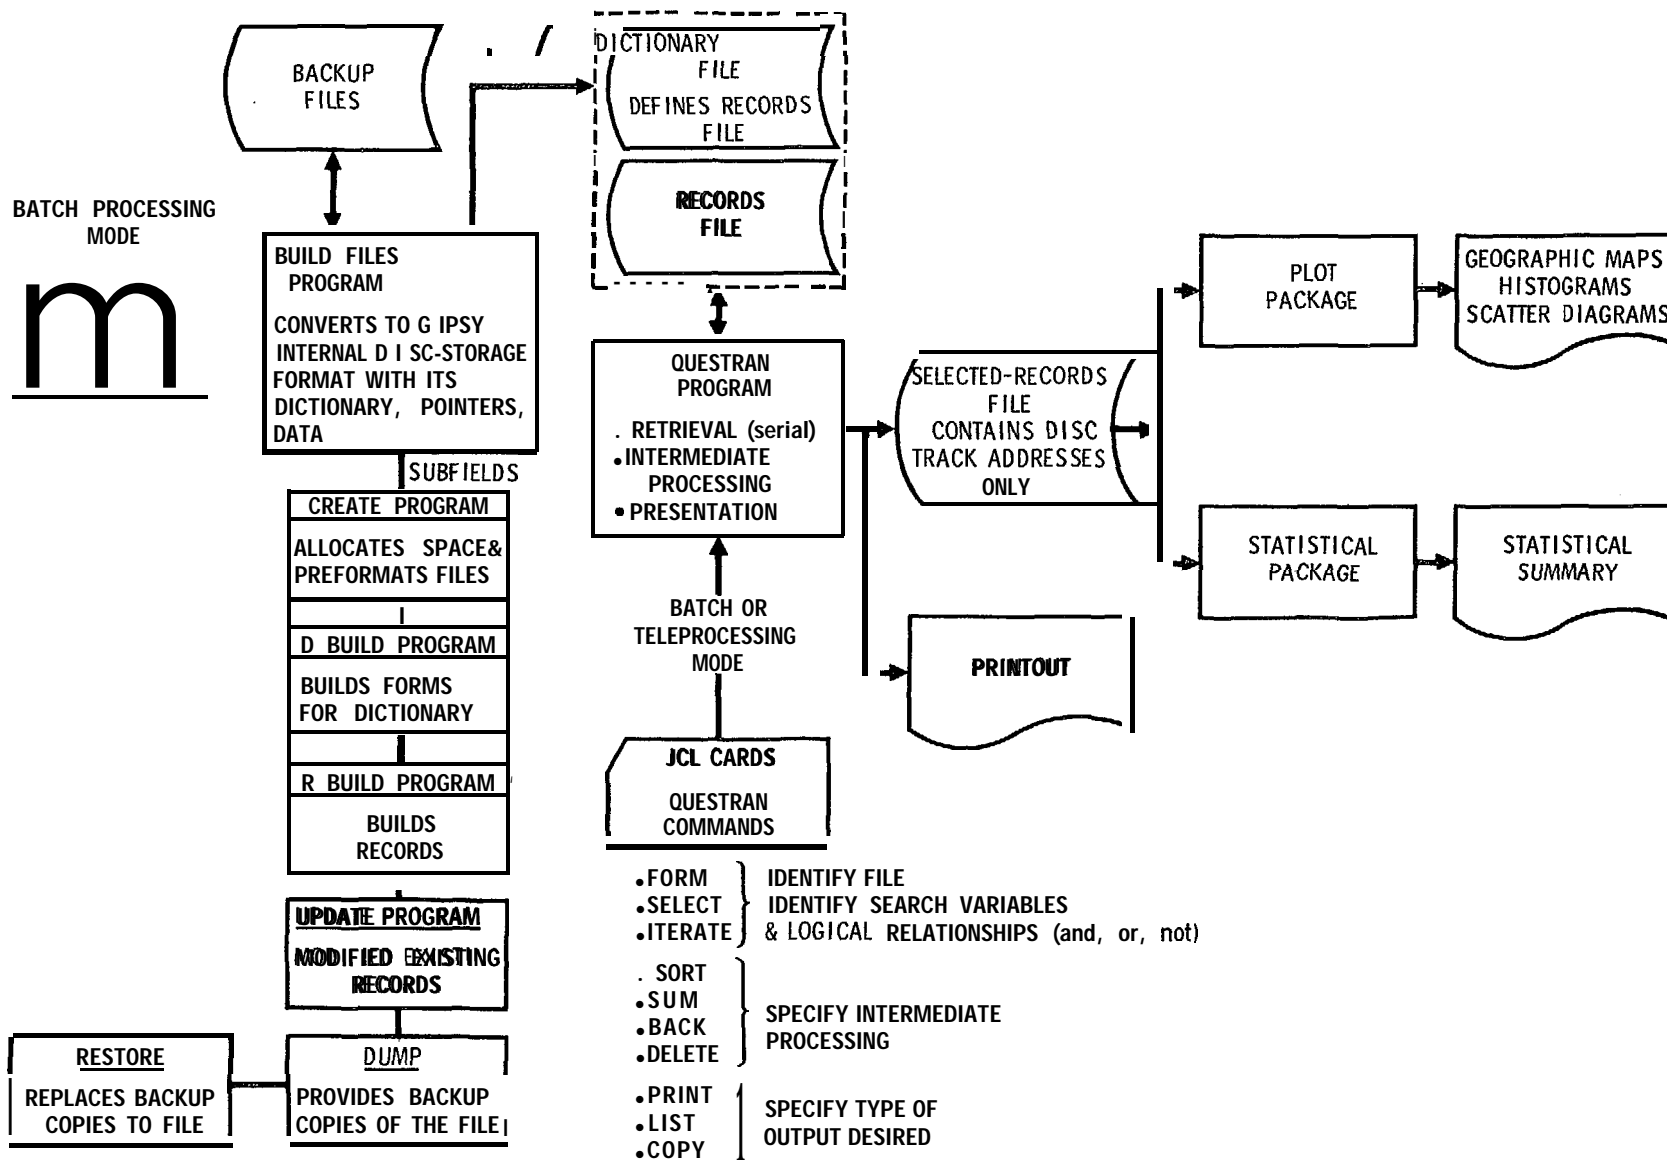 BACKUP
FILES
DICTIONARY
FILE
DEFINES RECORDS
FILE
RECORDS
FILE
BATCH PROCESSING
MODE
m
BUILD FILES
PROGRAM
CONVERTS TO G IPSY
INTERNAL D I SC-STORAGE
FORMAT WITH ITS
DICTIONARY, POINTERS,
DATA
SUBFIELDS
CREATE PROGRAM
ALLOCATES SPACE&
PREFORMATS FILES
D BUILD PROGRAM
BUILDS FORMS
FOR DICTIONARY
R BUILD PROGRAM
BUILDS
RECORDS
UPDATE PROGRAM
MODIFIED EXISTING
RECORDS
RESTORE
REPLACES BACKUP
COPIES TO FILE
DUMP
PROVIDES BACKUP
COPIES OF THE FILE
QUESTRAN
PROGRAM
. RETRIEVAL (serial)
• INTERMEDIATE
PROCESSING
• PRESENTATION
BATCH OR
TELEPROCESSING
MODE
JCL CARDS
QUESTRAN
COMMANDS
• FORM
• SELECT
• ITERATE
IDENTIFY FILE
IDENTIFY SEARCH VARIABLES
& LOGICAL RELATIONSHIPS (and, or, not)
. SORT
• SUM
• BACK
• DELETE
SPECIFY INTERMEDIATE
PROCESSING
• PRINT
• LIST
• COPY
SPECIFY TYPE OF
OUTPUT DESIRED
SELECTED-RECORDS
FILE
CONTAINS DISC
TRACK ADDRESSES
ONLY
PRINTOUT
PLOT
PACKAGE
GEOGRAPHIC MAPS
HISTOGRAMS
SCATTER DIAGRAMS
STATISTICAL
PACKAGE
STATISTICAL
SUMMARY